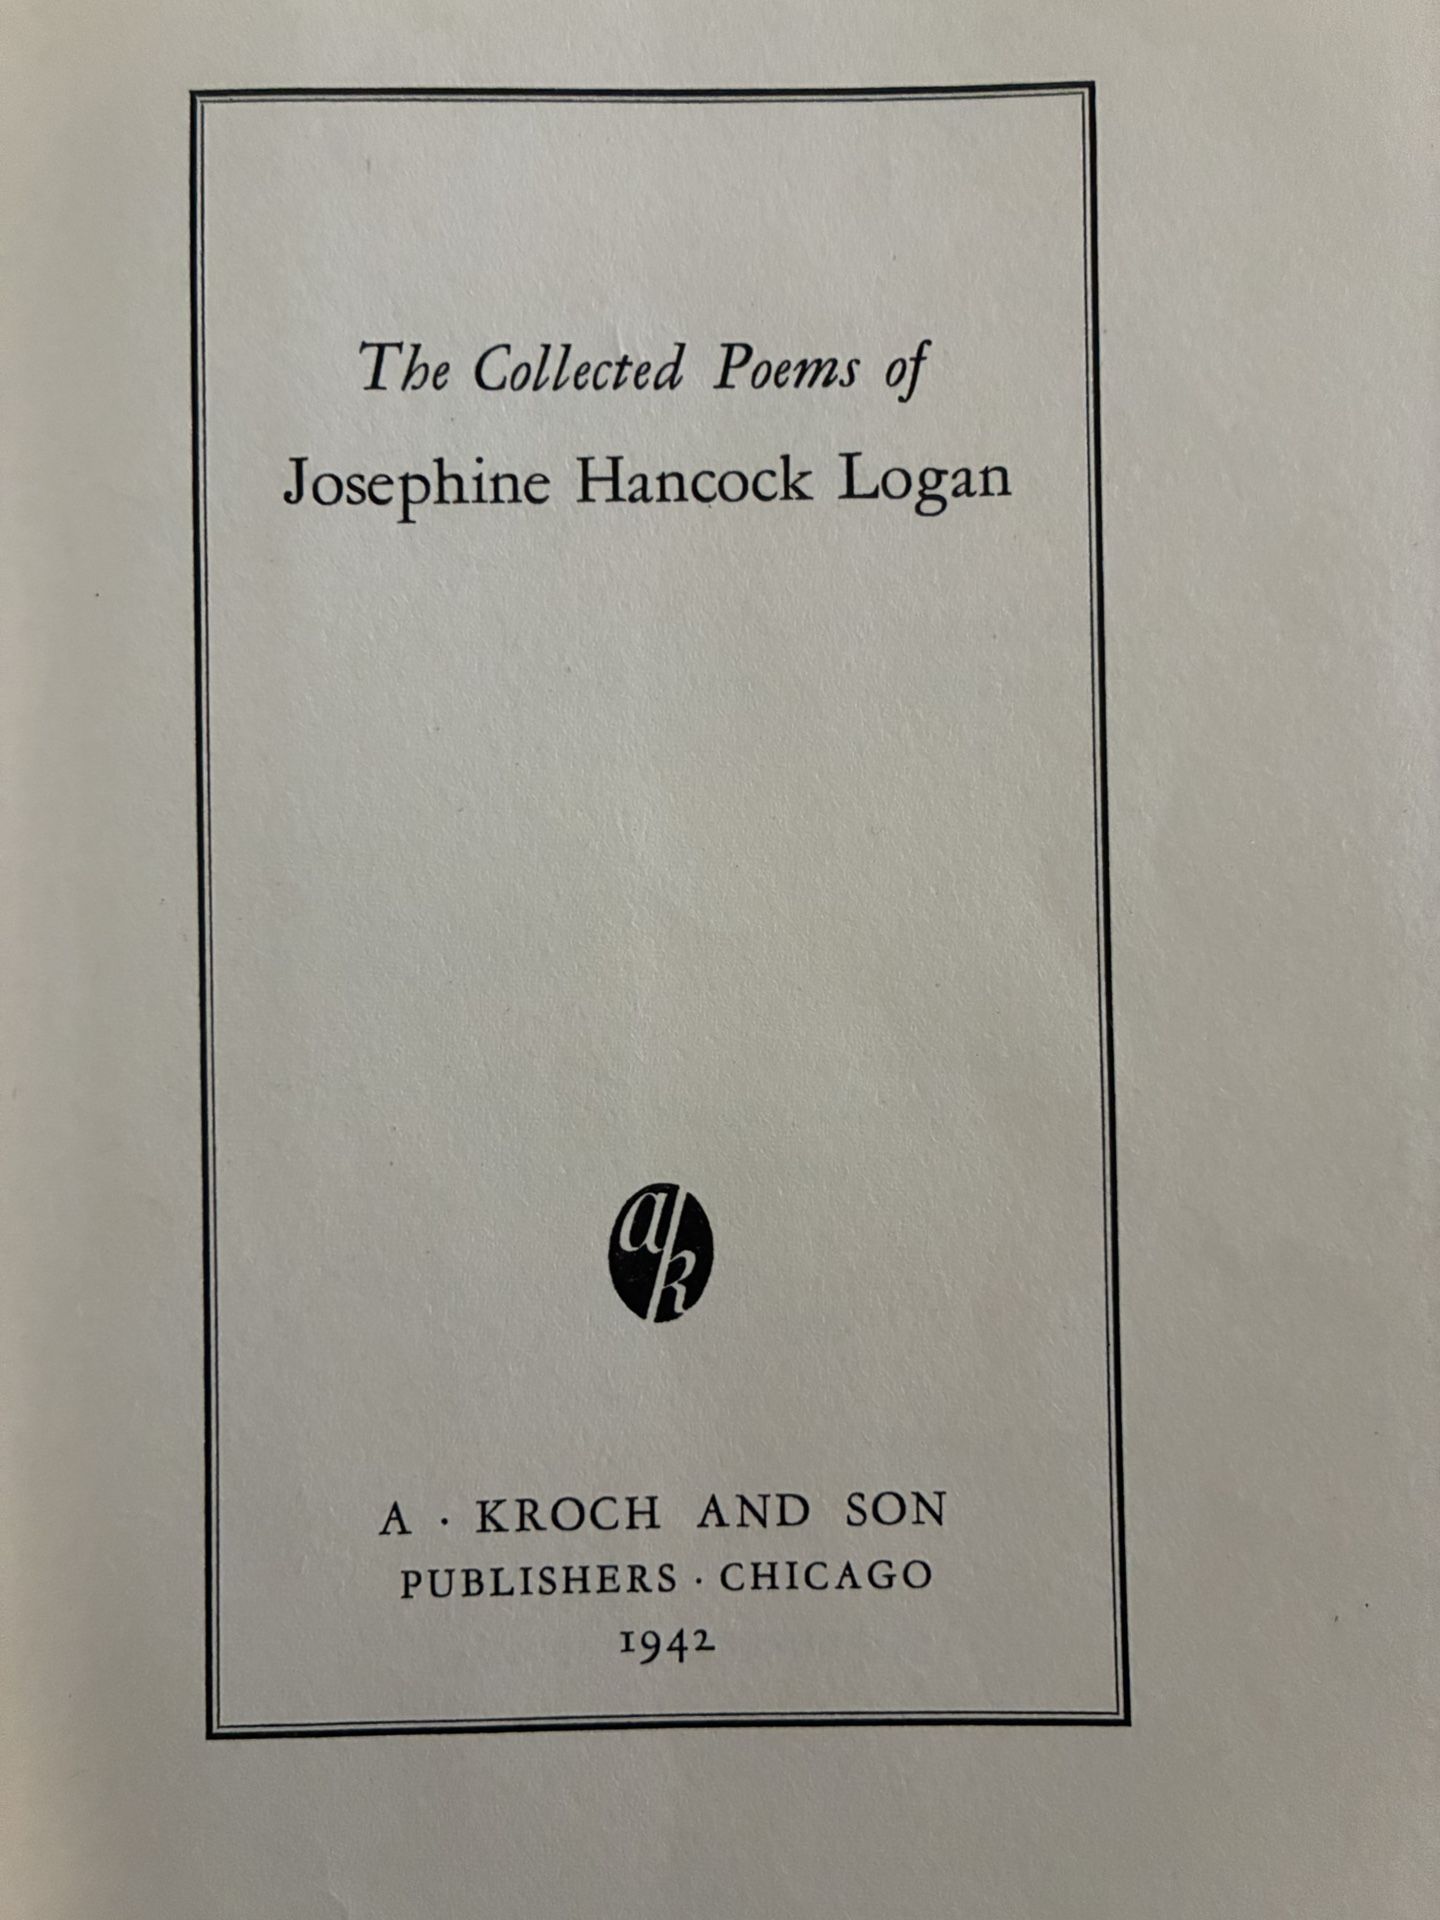 The Collected Poems of
Josephine Hancock Logan
ak
A · KROCH AND SON
PUBLISHERS · CHICAGO
1942